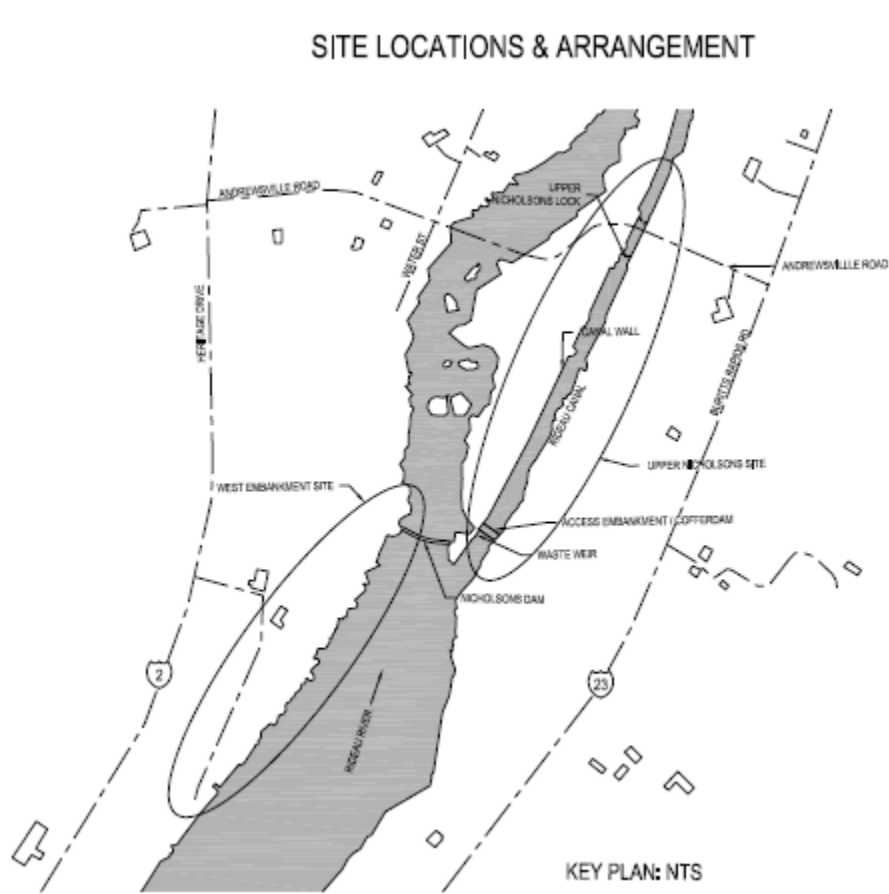 SITE LOCATIONS & ARRANGEMENT
ANDREWSVILLE ROAD
UPPER
NICHOLSONS LOCK
WATER ST
HERITAGE DRIVE
ANDREWSVILLLE ROAD
CANAL WALL
RIDEAU CANAL
BURRITTS RAPIDS RD
UPPER NICHOLSONS SITE
WEST EMBANKMENT SITE
ACCESS EMBANKMENT / COFFERDAM
WASTE WEIR
NICHOLSONS DAM
2
23
RIDEAU RIVER
KEY PLAN: NTS